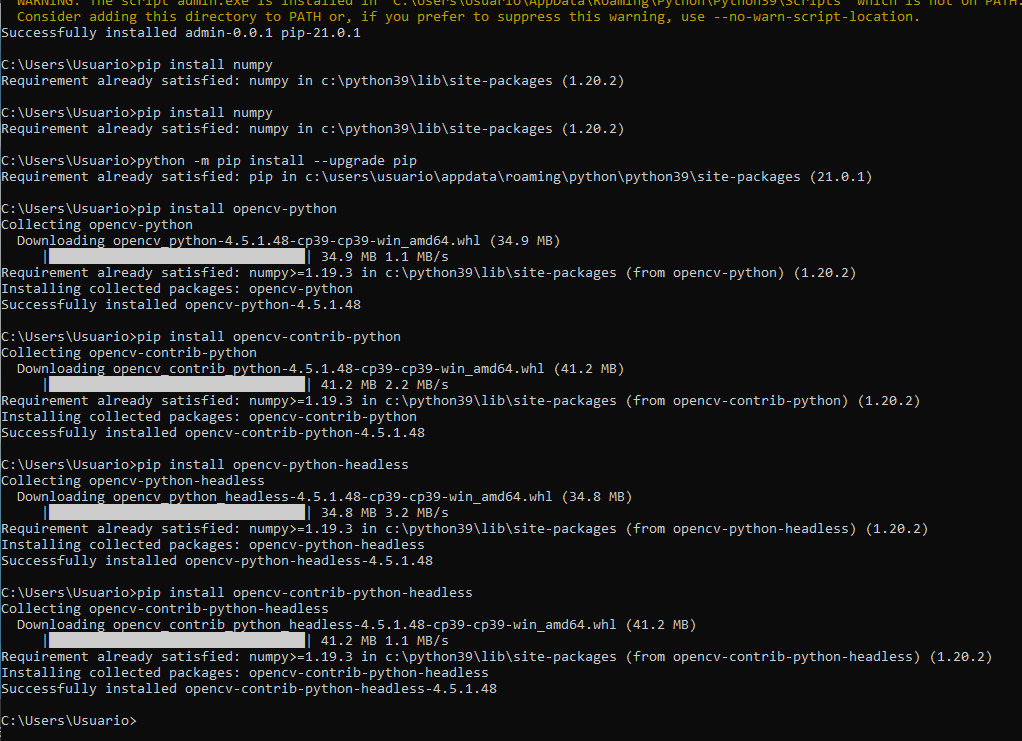 WARNING: The script admin.exe is installed in 'C:\Users\Usuario\AppData\Roaming\Python\Python39\Scripts' which is not on PATH.
Consider adding this directory to PATH or, if you prefer to suppress this warning, use --no-warn-script-location.
Successfully installed admin-0.0.1 pip-21.0.1
C:\Users\Usuario>pip install numpy
Requirement already satisfied: numpy in c:\python39\lib\site-packages (1.20.2)
C:\Users\Usuario>pip install numpy
Requirement already satisfied: numpy in c:\python39\lib\site-packages (1.20.2)
C:\Users\Usuario>python -m pip install --upgrade pip
Requirement already satisfied: pip in c:\users\usuario\appdata\roaming\python\python39\site-packages (21.0.1)
C:\Users\Usuario>pip install opencv-python
Collecting opencv-python
Downloading opencv_python-4.5.1.48-cp39-cp39-win_amd64.whl (34.9 MB)
| | 34.9 MB 1.1 MB/s
Requirement already satisfied: numpy>=1.19.3 in c:\python39\lib\site-packages (from opencv-python) (1.20.2)
Installing collected packages: opencv-python
Successfully installed opencv-python-4.5.1.48
C:\Users\Usuario>pip install opencv-contrib-python
Collecting opencv-contrib-python
Downloading opencv_contrib_python-4.5.1.48-cp39-cp39-win_amd64.whl (41.2 MB)
| | 41.2 MB 2.2 MB/s
Requirement already satisfied: numpy>=1.19.3 in c:\python39\lib\site-packages (from opencv-contrib-python) (1.20.2)
Installing collected packages: opencv-contrib-python
Successfully installed opencv-contrib-python-4.5.1.48
C:\Users\Usuario>pip install opencv-python-headless
Collecting opencv-python-headless
Downloading opencv_python_headless-4.5.1.48-cp39-cp39-win_amd64.whl (34.8 MB)
| | 34.8 MB 3.2 MB/s
Requirement already satisfied: numpy>=1.19.3 in c:\python39\lib\site-packages (from opencv-python-headless) (1.20.2)
Installing collected packages: opencv-python-headless
Successfully installed opencv-python-headless-4.5.1.48
C:\Users\Usuario>pip install opencv-contrib-python-headless
Collecting opencv-contrib-python-headless
Downloading opencv_contrib_python_headless-4.5.1.48-cp39-cp39-win_amd64.whl (41.2 MB)
| | 41.2 MB 1.1 MB/s
Requirement already satisfied: numpy>=1.19.3 in c:\python39\lib\site-packages (from opencv-contrib-python-headless) (1.20.2)
Installing collected packages: opencv-contrib-python-headless
Successfully installed opencv-contrib-python-headless-4.5.1.48
C:\Users\Usuario>